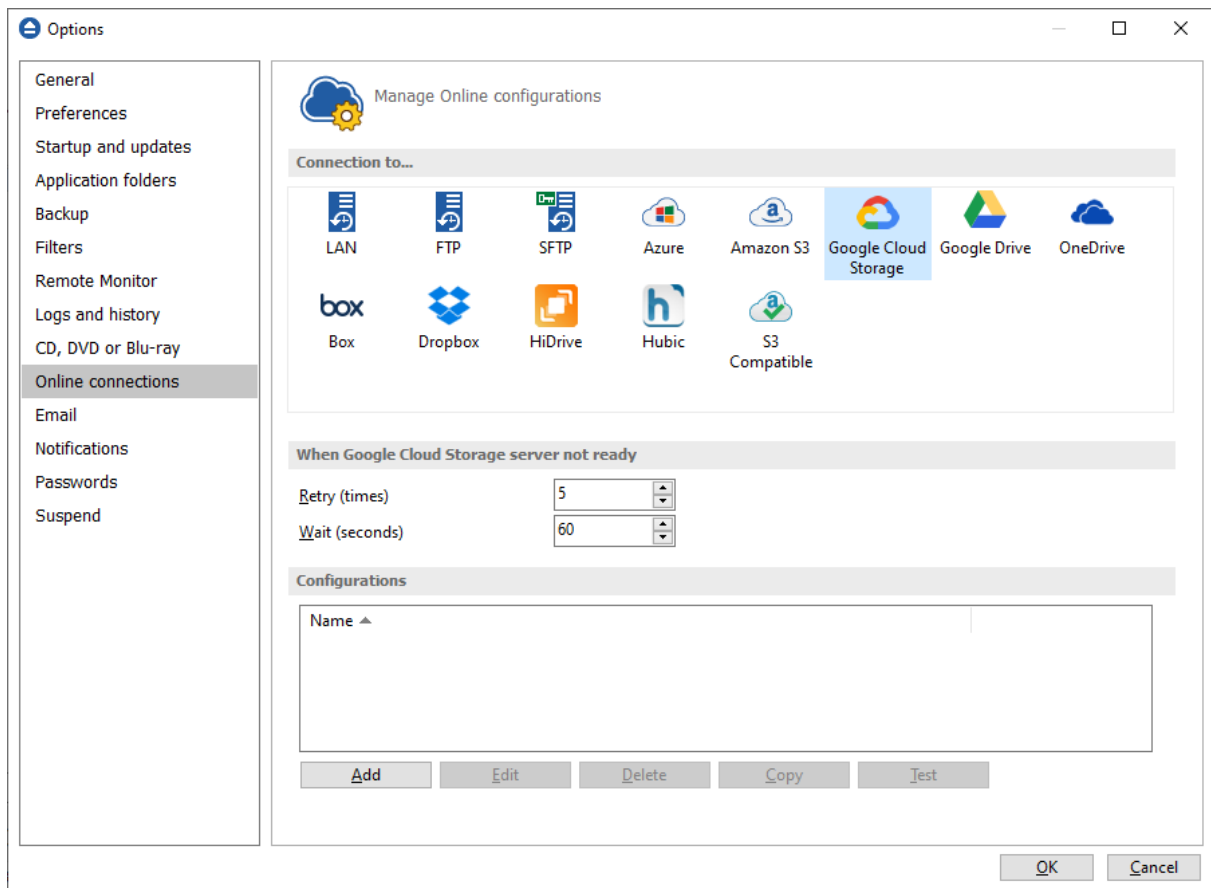 Options
General
Preferences
Startup and updates
Application folders
Backup
Filters
Remote Monitor
Logs and history
CD, DVD or Blu-ray
Online connections
Email
Notifications
Passwords
Suspend
Manage Online configurations
Connection to...
LAN
FTP
SFTP
Azure
Amazon S3
Google Cloud
Storage
Google Drive
OneDrive
box
Box
Dropbox
HiDrive
h
Hubic
S3
Compatible
When Google Cloud Storage server not ready
Retry (times)
5
Wait (seconds)
60
Configurations
Name
Add
Edit
Delete
Copy
Test
OK
Cancel